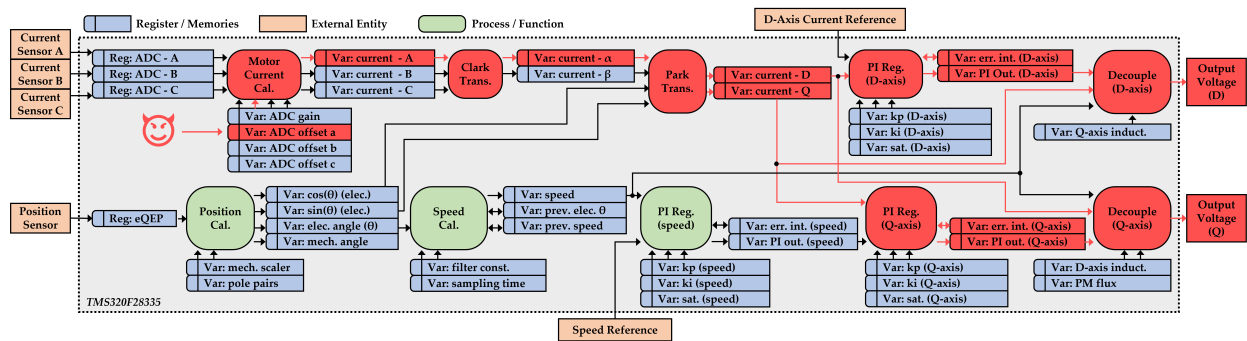 Register / Memories
External Entity
Process / Function
D-Axis Current Reference
Current
Sensor A
Current
Sensor B
Current
Sensor C
Reg: ADC - A
Reg: ADC - B
Reg: ADC - C
Motor
Current
Cal.
Var: current - A
Var: current - B
Var: current - C
Clark
Trans.
Var: current - α
Var: current - β
Park
Trans.
Var: current - D
Var: current - Q
PI Reg.
(D-axis)
Var: err. int. (D-axis)
Var: PI Out. (D-axis)
Decouple
(D-axis)
Output
Voltage
(D)
Var: ADC gain
Var: ADC offset a
Var: ADC offset b
Var: ADC offset c
Var: kp (D-axis)
Var: ki (D-axis)
Var: sat. (D-axis)
Var: Q-axis induct.
Position
Sensor
Reg: eQEP
Position
Cal.
Var: cos(θ) (elec.)
Var: sin(θ) (elec.)
Var: elec. angle (θ)
Var: mech. angle
Speed
Cal.
Var: speed
Var: prev. elec. θ
Var: prev. speed
PI Reg.
(speed)
Var: err. int. (speed)
Var: PI out. (speed)
PI Reg.
(Q-axis)
Var: err. int. (Q-axis)
Var: PI out. (Q-axis)
Decouple
(Q-axis)
Output
Voltage
(Q)
Var: mech. scaler
Var: pole pairs
Var: filter const.
Var: sampling time
Var: kp (speed)
Var: ki (speed)
Var: sat. (speed)
Var: kp (Q-axis)
Var: ki (Q-axis)
Var: sat. (Q-axis)
Var: D-axis induct.
Var: PM flux
TMS320F28335
Speed Reference